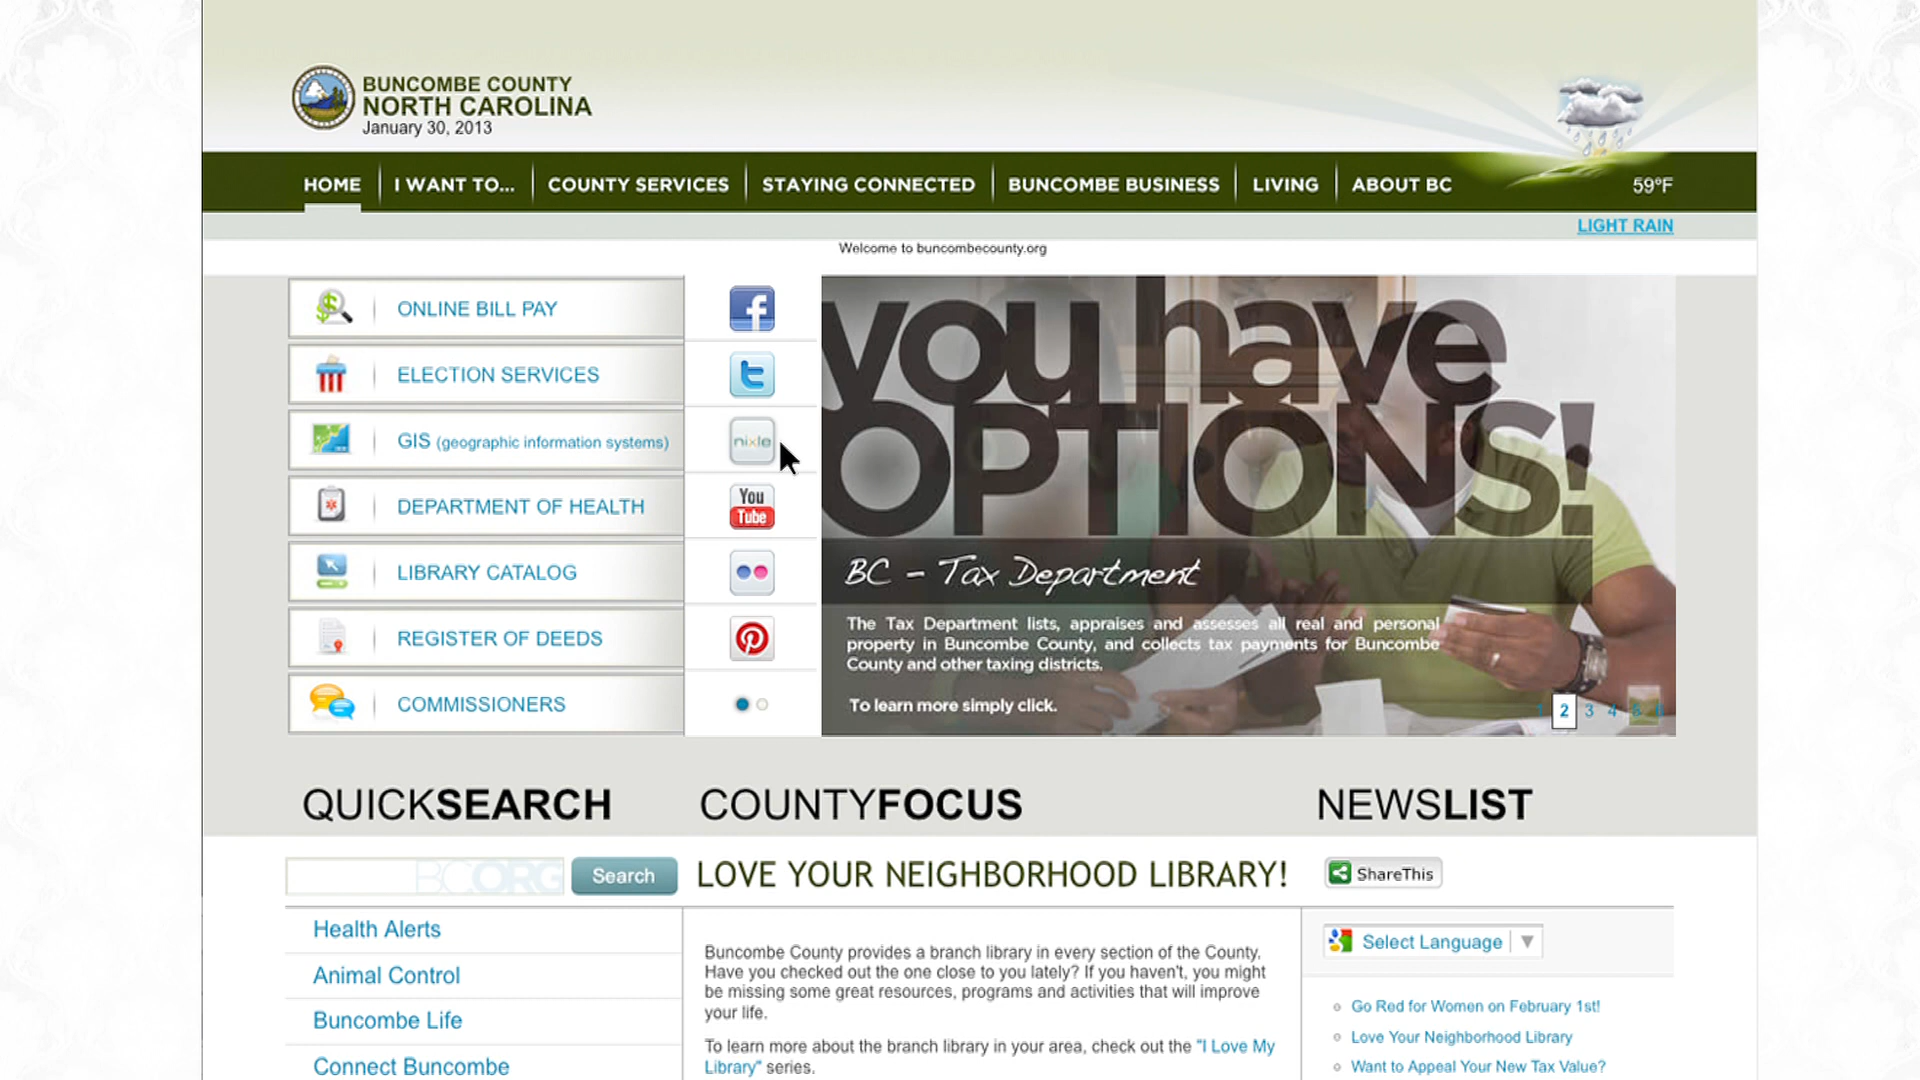 BUNCOMBE COUNTY
NORTH CAROLINA
January 30, 2013
HOME
I WANT TO...
COUNTY SERVICES
STAYING CONNECTED
BUNCOMBE BUSINESS
LIVING
ABOUT BC
59ºF
LIGHT RAIN
Welcome to buncombecounty.org
ONLINE BILL PAY
ELECTION SERVICES
GIS (geographic information systems)
DEPARTMENT OF HEALTH
LIBRARY CATALOG
REGISTER OF DEEDS
COMMISSIONERS
f
t
nixle
You
Tube
you have
OPTIONS!
BC - Tax Department
The Tax Department lists, appraises and assesses all real and personal
property in Buncombe County, and collects tax payments for Buncombe
County and other taxing districts.
To learn more simply click.
1 2 3 4 5 6
QUICKSEARCH
COUNTYFOCUS
NEWSLIST
BCORG
Search
LOVE YOUR NEIGHBORHOOD LIBRARY!
ShareThis
Health Alerts
Animal Control
Buncombe Life
Connect Buncombe
Buncombe County provides a branch library in every section of the County.
Have you checked out the one close to you lately? If you haven't, you might
be missing some great resources, programs and activities that will improve
your life.
To learn more about the branch library in your area, check out the "I Love My
Library" series.
Select Language
Go Red for Women on February 1st!
Love Your Neighborhood Library
Want to Appeal Your New Tax Value?